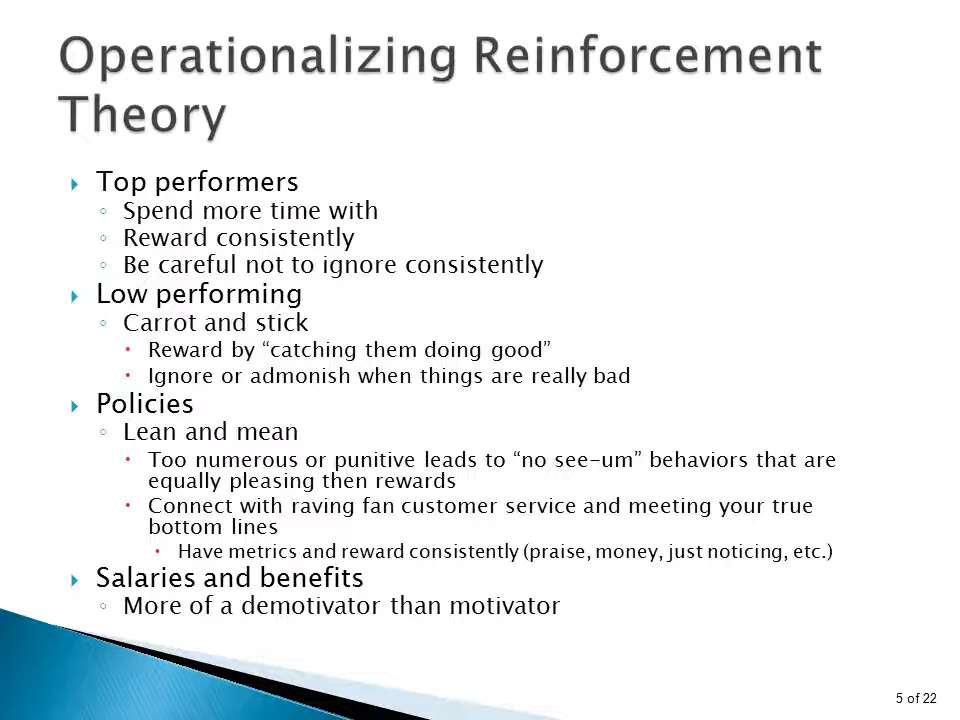 Operationalizing Reinforcement
Theory
Top performers
Spend more time with
Reward consistently
Be careful not to ignore consistently
Low performing
Carrot and stick
Reward by “catching them doing good”
Ignore or admonish when things are really bad
Policies
Lean and mean
Too numerous or punitive leads to “no see-um” behaviors that are
equally pleasing then rewards
Connect with raving fan customer service and meeting your true
bottom lines
Have metrics and reward consistently (praise, money, just noticing, etc.)
Salaries and benefits
More of a demotivator than motivator
5 of 22